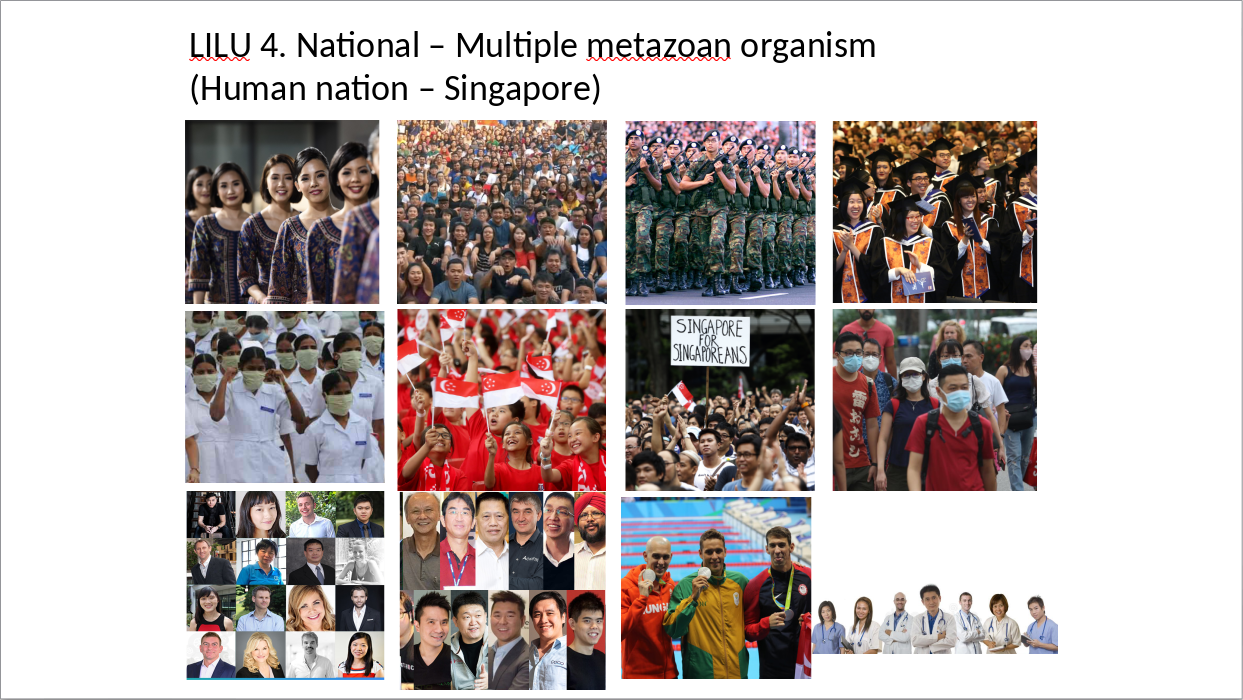 LILU 4. National – Multiple metazoan organism
(Human nation – Singapore)
SINGAPORE
FOR
SINGAPOREANS